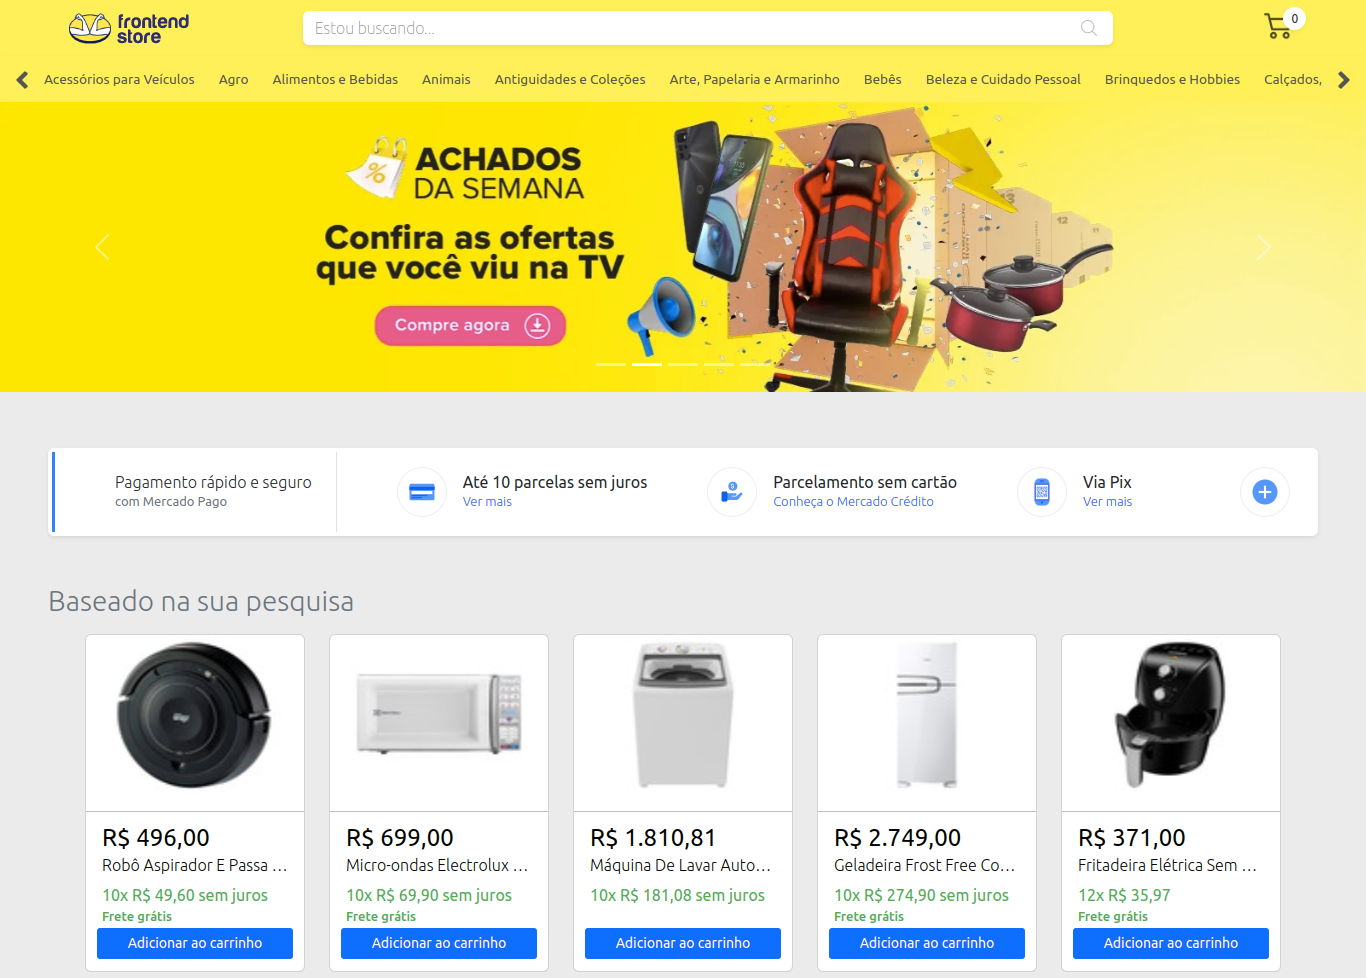 frontend
store
Estou buscando...
0
Acessórios para Veículos Agro Alimentos e Bebidas Animais Antiguidades e Coleções Arte, Papelaria e Armarinho Bebês Beleza e Cuidado Pessoal Brinquedos e Hobbies Calçados,
%
ACHADOS
DA SEMANA
Confira as ofertas
que você viu na TV
Compre agora
13
12
11
Pagamento rápido e seguro
com Mercado Pago
Até 10 parcelas sem juros
Ver mais
Parcelamento sem cartão
Conheça o Mercado Crédito
Via Pix
Ver mais
Baseado na sua pesquisa
R$ 496,00
Robô Aspirador E Passa ...
10x R$ 49,60 sem juros
Frete grátis
Adicionar ao carrinho
R$ 699,00
Micro-ondas Electrolux ...
10x R$ 69,90 sem juros
Frete grátis
Adicionar ao carrinho
R$ 1.810,81
Máquina De Lavar Auto...
10x R$ 181,08 sem juros
Adicionar ao carrinho
R$ 2.749,00
Geladeira Frost Free Co...
10x R$ 274,90 sem juros
Frete grátis
Adicionar ao carrinho
R$ 371,00
Fritadeira Elétrica Sem ...
12x R$ 35,97
Frete grátis
Adicionar ao carrinho